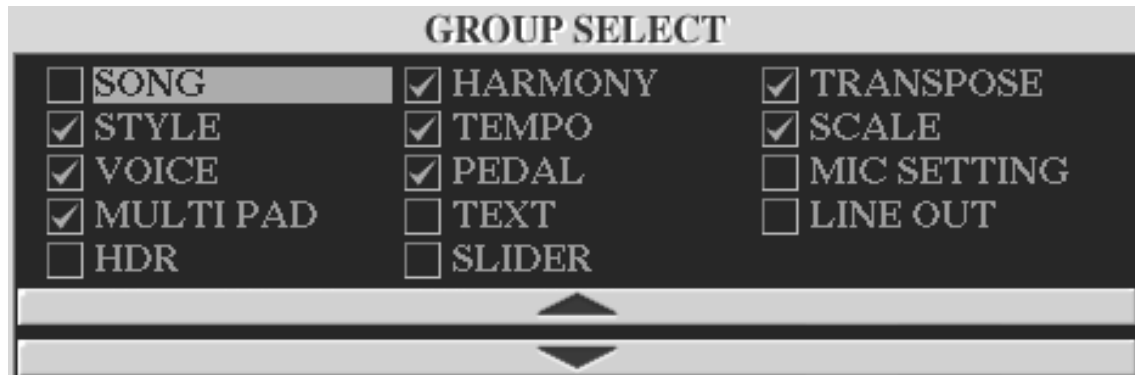 GROUP SELECT
SONG
STYLE
VOICE
MULTI PAD
HDR
HARMONY
TEMPO
PEDAL
TEXT
SLIDER
TRANSPOSE
SCALE
MIC SETTING
LINE OUT